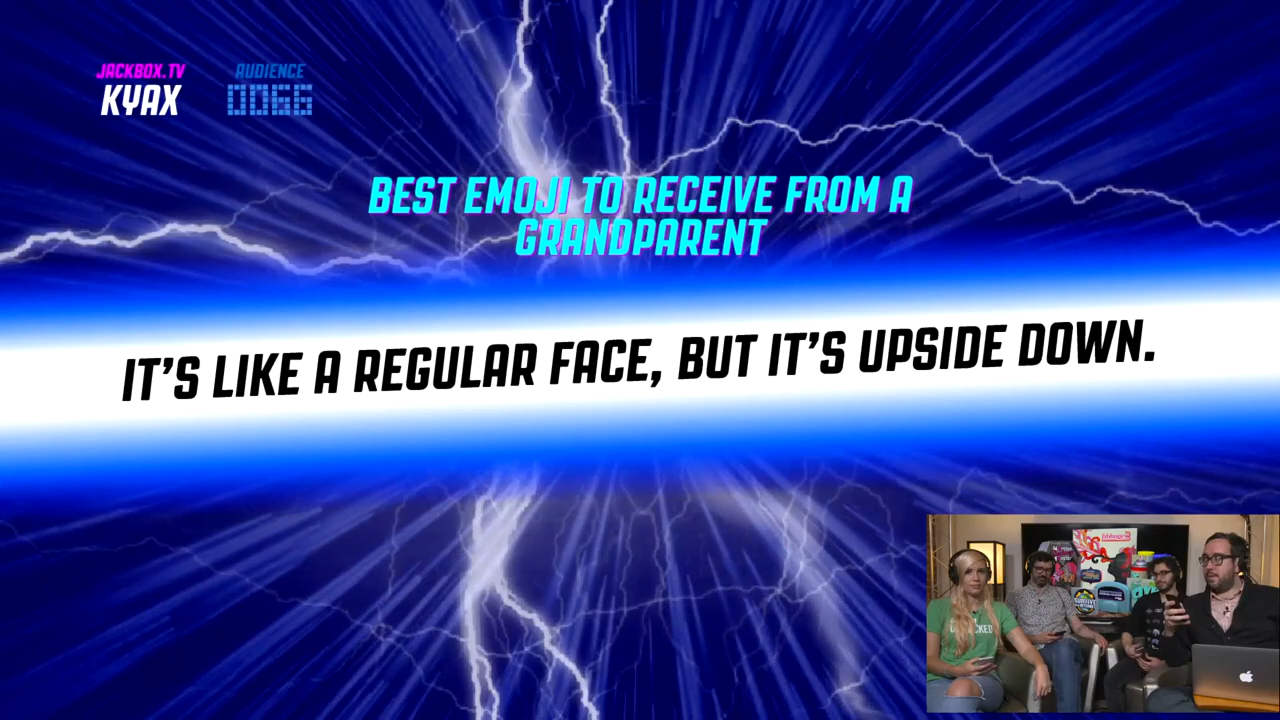 JACKBOX.TV
KYAX
AUDIENCE
0066
BEST EMOJI TO RECEIVE FROM A
GRANDPARENT
IT'S LIKE A REGULAR FACE, BUT IT'S UPSIDE DOWN.